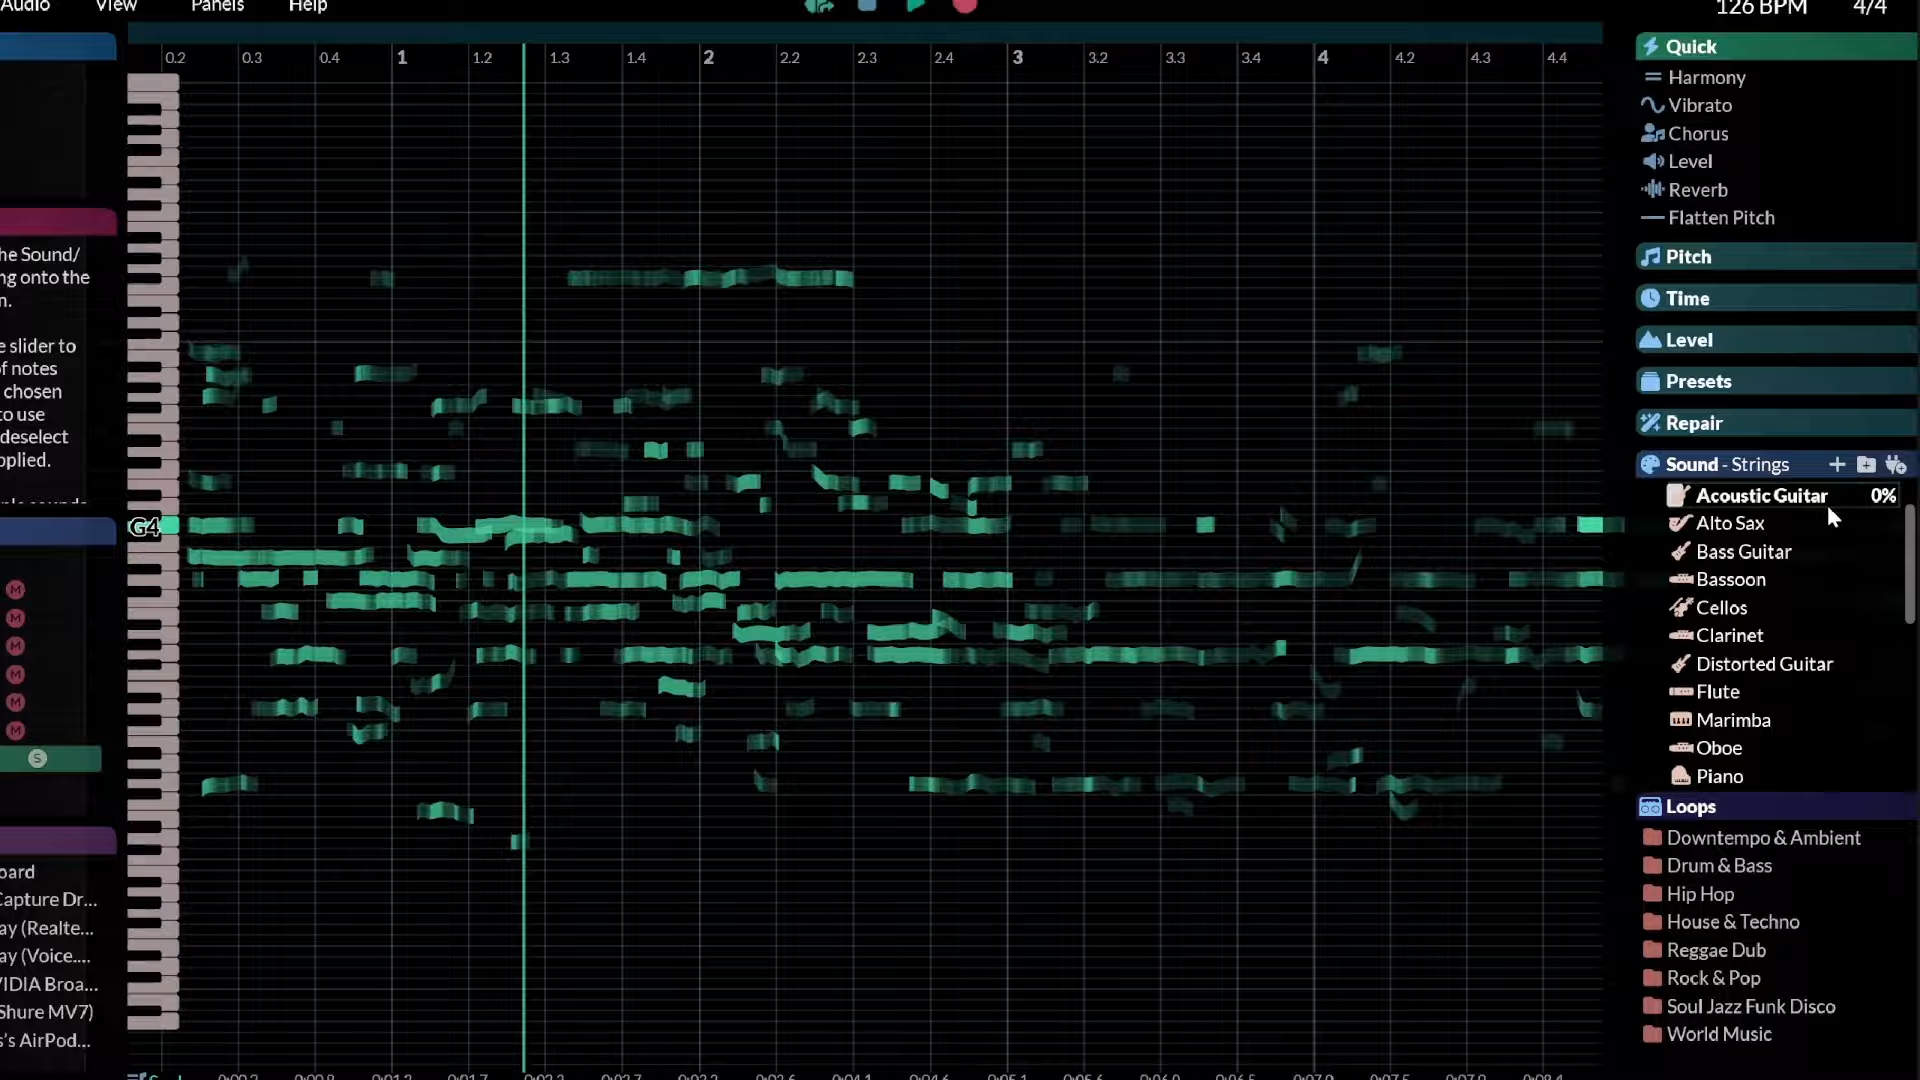 Audio View Panels Help
126 BPM 4/4
0.2 0.3 0.4 1 1.2 1.3 1.4 2 2.2 2.3 2.4 3 3.2 3.3 3.4 4 4.2 4.3 4.4
he Sound/
ng onto the
n.
e slider to
of notes
chosen
to use
deselect
pplied.
G4
M
M
M
M
M
M
S
oard
Capture Dr...
ay (Realte...
ay (Voice....
VIDIA Broa...
Shure MV7)
s's AirPod...
Quick
Harmony
Vibrato
Chorus
Level
Reverb
Flatten Pitch
Pitch
Time
Level
Presets
Repair
Sound - Strings
Acoustic Guitar 0%
Alto Sax
Bass Guitar
Bassoon
Cellos
Clarinet
Distorted Guitar
Flute
Marimba
Oboe
Piano
Loops
Downtempo & Ambient
Drum & Bass
Hip Hop
House & Techno
Reggae Dub
Rock & Pop
Soul Jazz Funk Disco
World Music